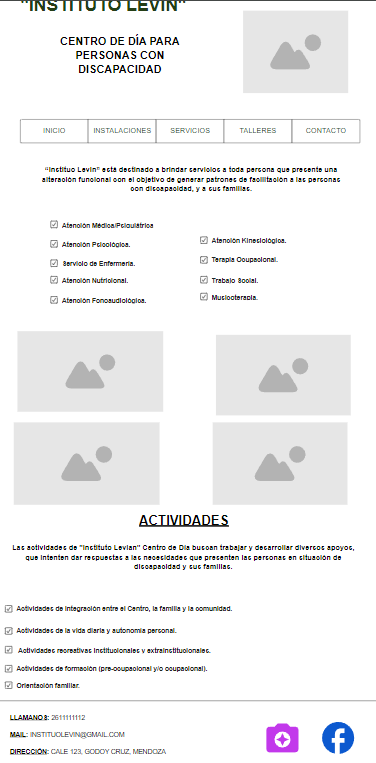 "INSTITUTO LEVIN"
CENTRO DE DÍA PARA
PERSONAS CON
DISCAPACIDAD
INICIO
INSTALACIONES
SERVICIOS
TALLERES
CONTACTO
"Instituo Levin" está destinado a brindar servicios a toda persona que presente una
alteración funcional con el objetivo de generar patrones de facilitación a las personas
con discapacidad, y a sus familias.
Atención Médica/Psiquiátrica
Atención Psicológica.
Servicio de Enfermería.
Atención Nutricional.
Atención Fonoaudiológica.
Atención Kinesiológica.
Terapia Ocupacional.
Trabajo Social.
Musicoterapia.
ACTIVIDADES
Las actividades de "Instituto Levian" Centro de Día buscan trabajar y desarrollar diversos apoyos,
que intenten dar respuestas a las necesidades que presenten las personas en situación de
discapacidad y sus familias.
Actividades de integración entre el Centro, la familia y la comunidad.
Actividades de la vida diaria y autonomía personal.
Actividades recreativas institucionales y extrainstitucionales.
Actividades de formación (pre-ocupacional y/o ocupacional).
Orientación familiar.
LLAMANOS: 2611111112
MAIL: INSTITUOLEVIN@GMAIL.COM
DIRECCIÓN: CALE 123, GODOY CRUZ, MENDOZA